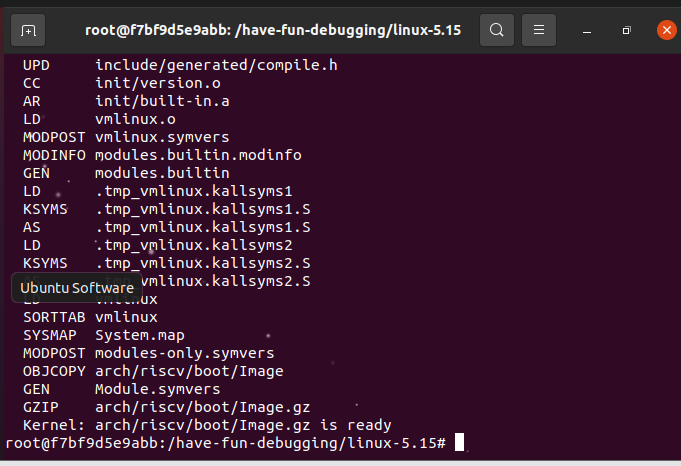 root@f7bf9d5e9abb: /have-fun-debugging/linux-5.15
UPD include/generated/compile.h
CC init/version.o
AR init/built-in.a
LD vmlinux.o
MODPOST vmlinux.symvers
MODINFO modules.builtin.modinfo
GEN modules.builtin
LD .tmp_vmlinux.kallsyms1
KSYMS .tmp_vmlinux.kallsyms1.S
AS .tmp_vmlinux.kallsyms1.S
LD .tmp_vmlinux.kallsyms2
KSYMS .tmp_vmlinux.kallsyms2.S
AS .tmp_vmlinux.kallsyms2.S
Ubuntu Software
LD vmlinux
SORTTAB vmlinux
SYSMAP System.map
MODPOST modules-only.symvers
OBJCOPY arch/riscv/boot/Image
GEN Module.symvers
GZIP arch/riscv/boot/Image.gz
Kernel: arch/riscv/boot/Image.gz is ready
root@f7bf9d5e9abb:/have-fun-debugging/linux-5.15#